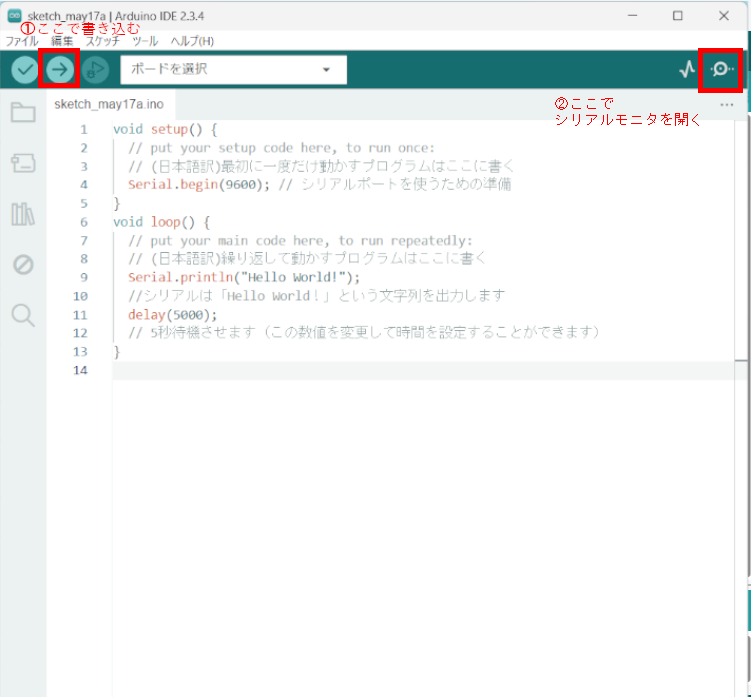 sketch_may17a | Arduino IDE 2.3.4
①ここで書き込む
ファイル 編集 スケッチ ツール ヘルプ(H)
ボードを選択
sketch_may17a.ino
②ここで
シリアルモニタを開く
1 void setup() {
2 // put your setup code here, to run once:
3 // (日本語訳)最初に一度だけ動かすプログラムはここに書く
4 Serial.begin(9600); // シリアルポートを使うための準備
5 }
6 void loop() {
7 // put your main code here, to run repeatedly:
8 // (日本語訳)繰り返して動かすプログラムはここに書く
9 Serial.println("Hello World!");
10 //シリアルは「Hello World！」という文字列を出力します
11 delay(5000);
12 // 5秒待機させます（この数値を変更して時間を設定することができます）
13 }
14